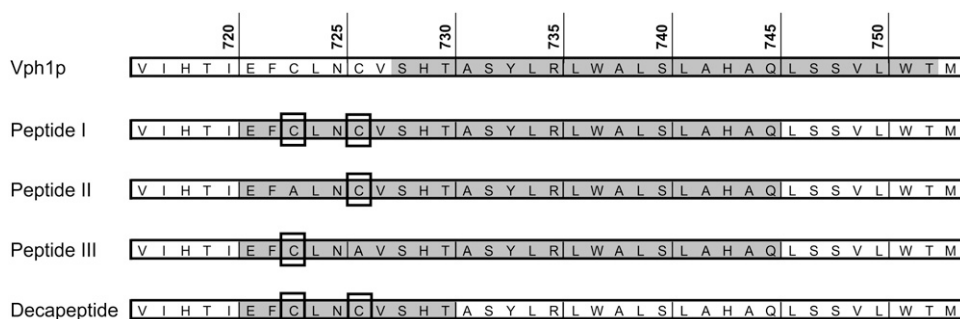 720 725 730 735 740 745 750
Vph1p V I H T I E F C L N C V S H T A S Y L R L W A L S L A H A Q L S S V L W T M
Peptide I V I H T I E F C L N C V S H T A S Y L R L W A L S L A H A Q L S S V L W T M
Peptide II V I H T I E F A L N C V S H T A S Y L R L W A L S L A H A Q L S S V L W T M
Peptide III V I H T I E F C L N A V S H T A S Y L R L W A L S L A H A Q L S S V L W T M
Decapeptide V I H T I E F C L N C V S H T A S Y L R L W A L S L A H A Q L S S V L W T M